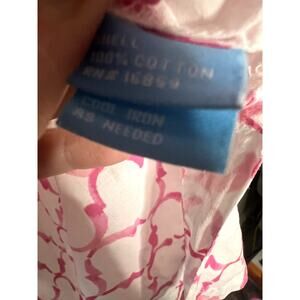 SHELL
100% COTTON
RN# 16859
COOL IRON
AS NEEDED